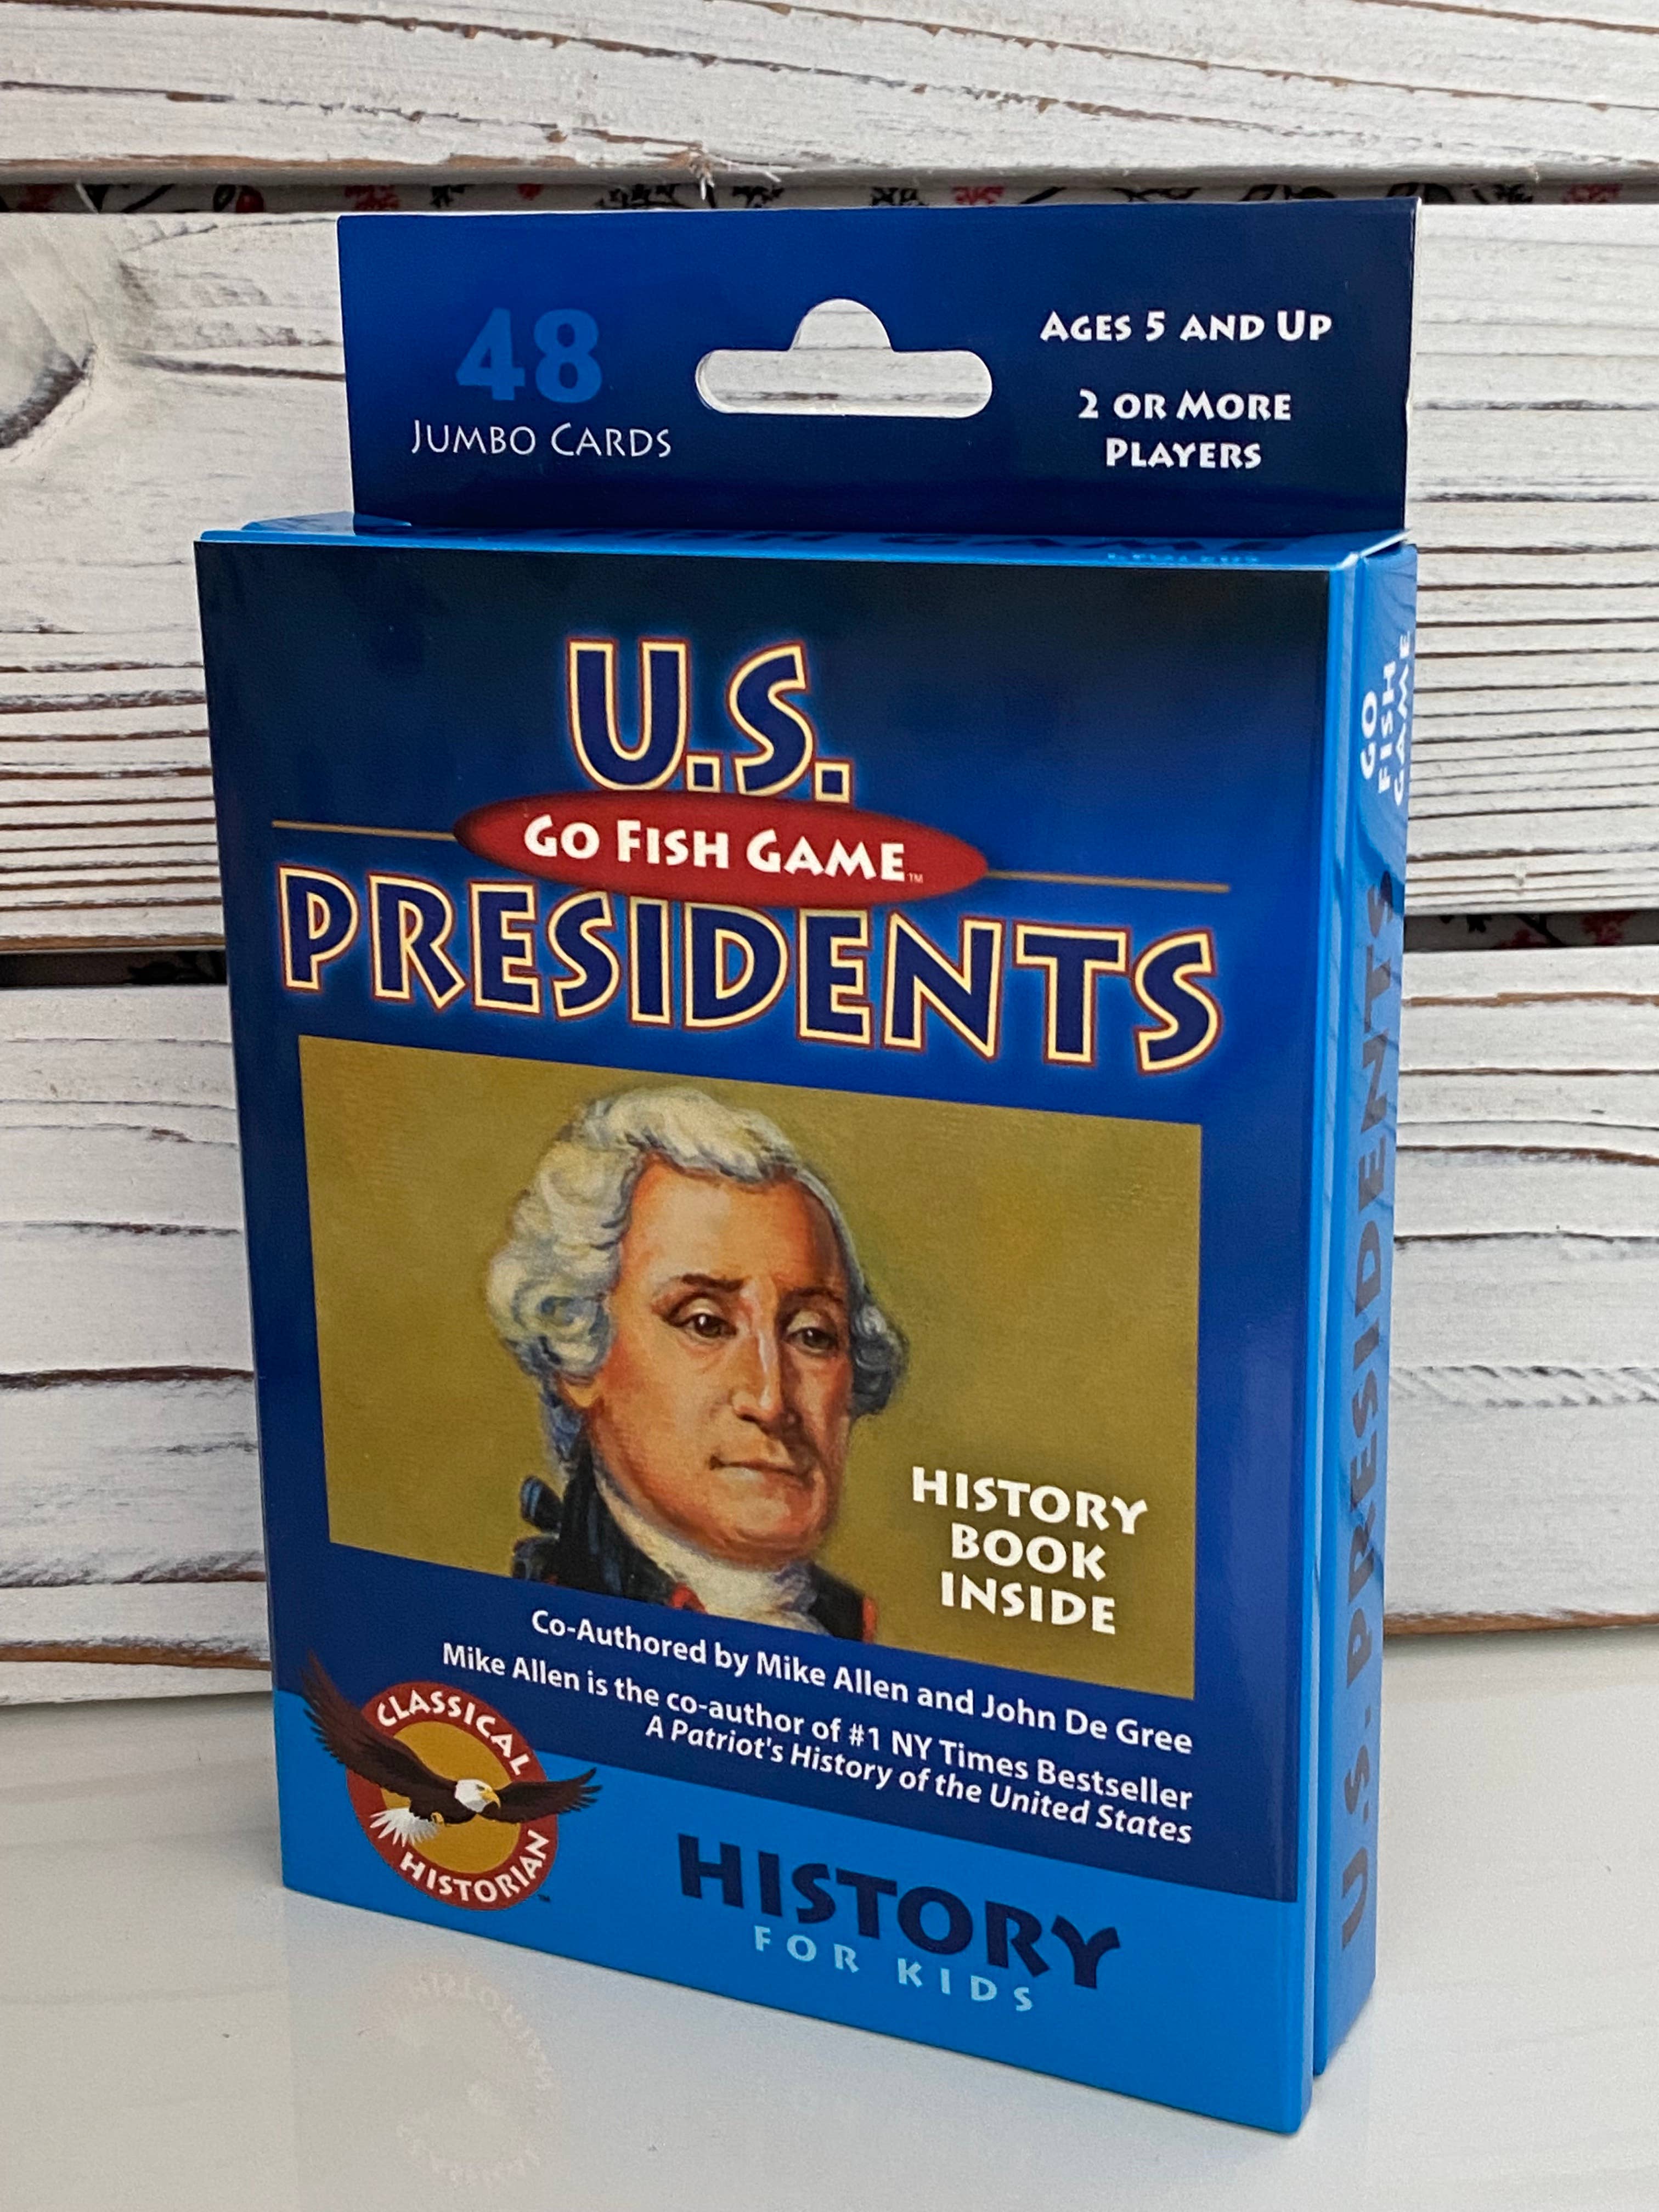 48
JUMBO CARDS
AGES 5 AND UP
2 OR MORE
PLAYERS
U.S.
GO FISH GAME™
PRESIDENTS
HISTORY
BOOK
INSIDE
Co-Authored by Mike Allen and John De Gree
Mike Allen is the co-author of #1 NY Times Bestseller
A Patriot's History of the United States
CLASSICAL
HISTORIAN™
HISTORY
FOR KIDS
GO
FISH
GAME
U.S. PRESIDENTS